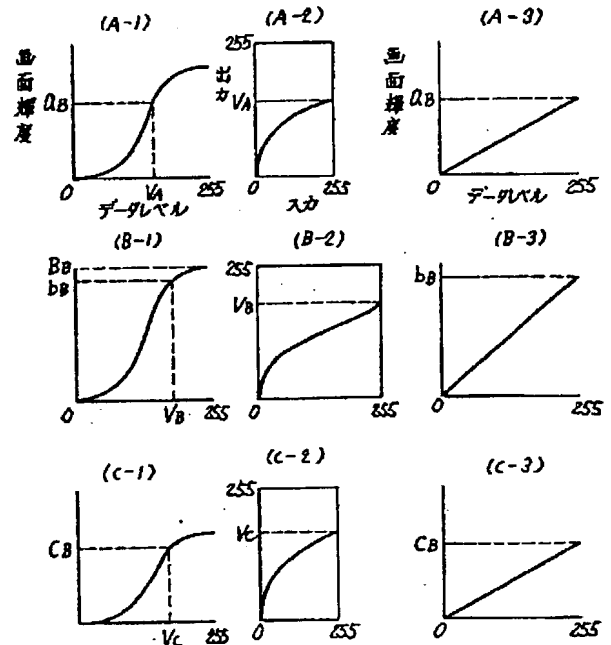 (A-1)
画面輝度
aB
0
VA
255
データレベル
(A-2)
255
出力
VA
0
255
入力
(A-3)
画面輝度
aB
0
255
データレベル
(B-1)
BB
bB
0
VB
255
(B-2)
255
VB
0
255
(B-3)
bB
0
255
(C-1)
CB
0
VC
255
(C-2)
255
VC
0
255
(C-3)
CB
0
255